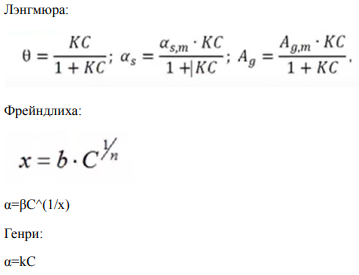 Лэнгмюра:
θ = KC / 1 + KC; α_s = α_{s,m} · KC / 1 +|KC; A_g = A_{g,m} · KC / 1 + KC.
Фрейндлиха:
x = b · C^{1/n}
α=βC^(1/x)
Генри:
α=kC